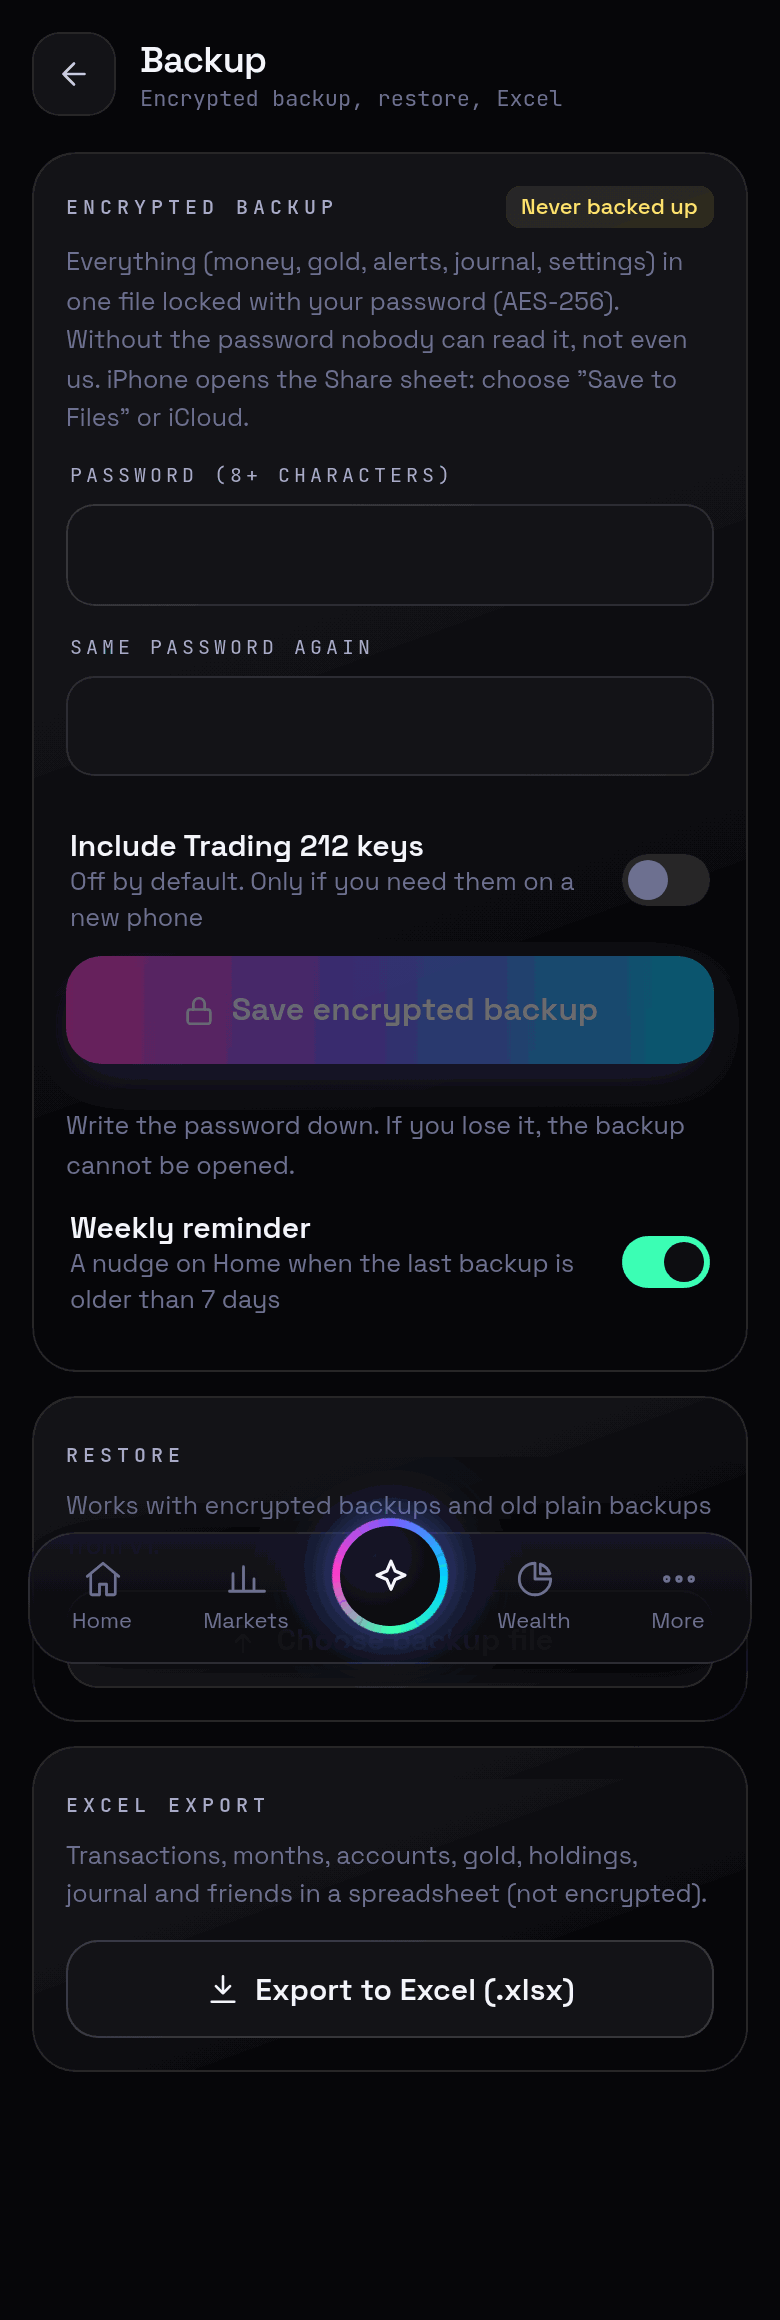 Backup
Encrypted backup, restore, Excel
ENCRYPTED BACKUP
Never backed up
Everything (money, gold, alerts, journal, settings) in
one file locked with your password (AES-256).
Without the password nobody can read it, not even
us. iPhone opens the Share sheet: choose "Save to
Files" or iCloud.
PASSWORD (8+ CHARACTERS)
SAME PASSWORD AGAIN
Include Trading 212 keys
Off by default. Only if you need them on a
new phone
Save encrypted backup
Write the password down. If you lose it, the backup
cannot be opened.
Weekly reminder
A nudge on Home when the last backup is
older than 7 days
RESTORE
Works with encrypted backups and old plain backups
Home
Markets
Wealth
More
Choose backup file
EXCEL EXPORT
Transactions, months, accounts, gold, holdings,
journal and friends in a spreadsheet (not encrypted).
Export to Excel (.xlsx)